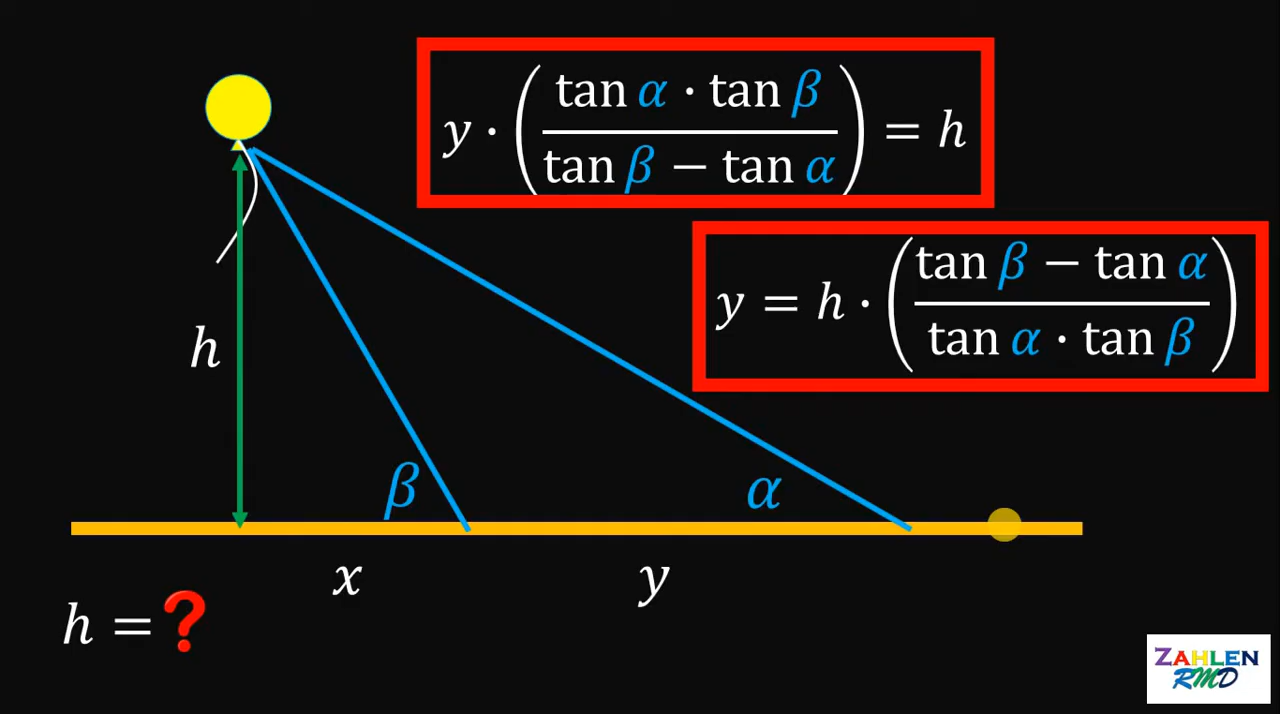 y · (tan α · tan β / tan β − tan α) = h
y = h · (tan β − tan α / tan α · tan β)
h
β
α
x
y
h = ❓
ZAHLEN
RMD